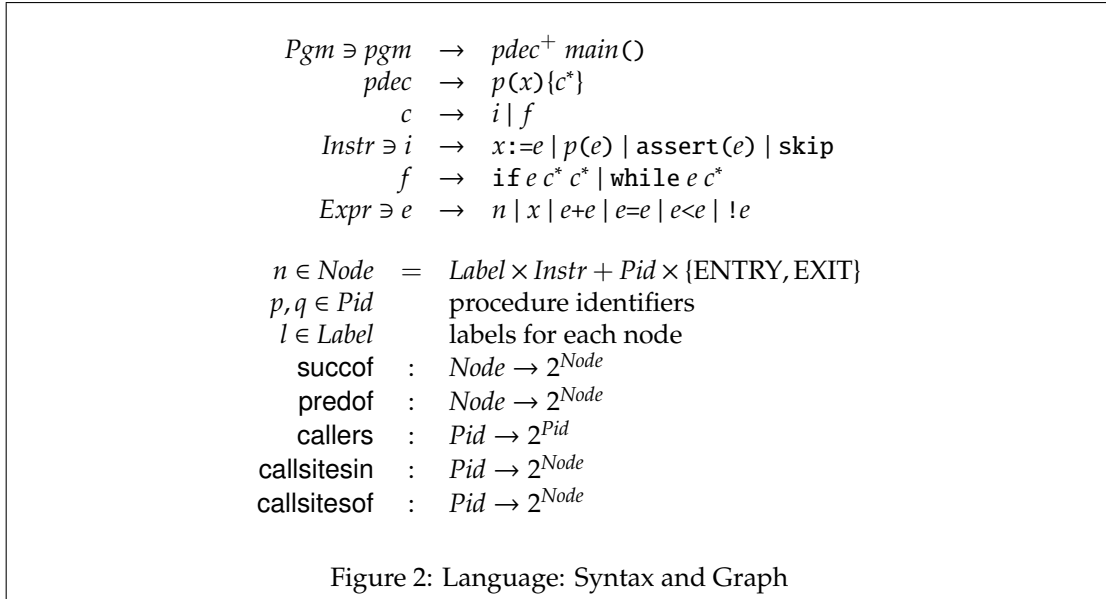 Pgm ∋ pgm → pdec⁺ main()
pdec → p(x){c*}
c → i | f
Instr ∋ i → x:=e | p(e) | assert(e) | skip
f → if e c* c* | while e c*
Expr ∋ e → n | x | e+e | e=e | e<e | !e
n ∈ Node = Label × Instr + Pid × {ENTRY, EXIT}
p, q ∈ Pid procedure identifiers
l ∈ Label labels for each node
succof : Node → 2^Node
predof : Node → 2^Node
callers : Pid → 2^Pid
callsitesin : Pid → 2^Node
callsitesof : Pid → 2^Node
Figure 2: Language: Syntax and Graph